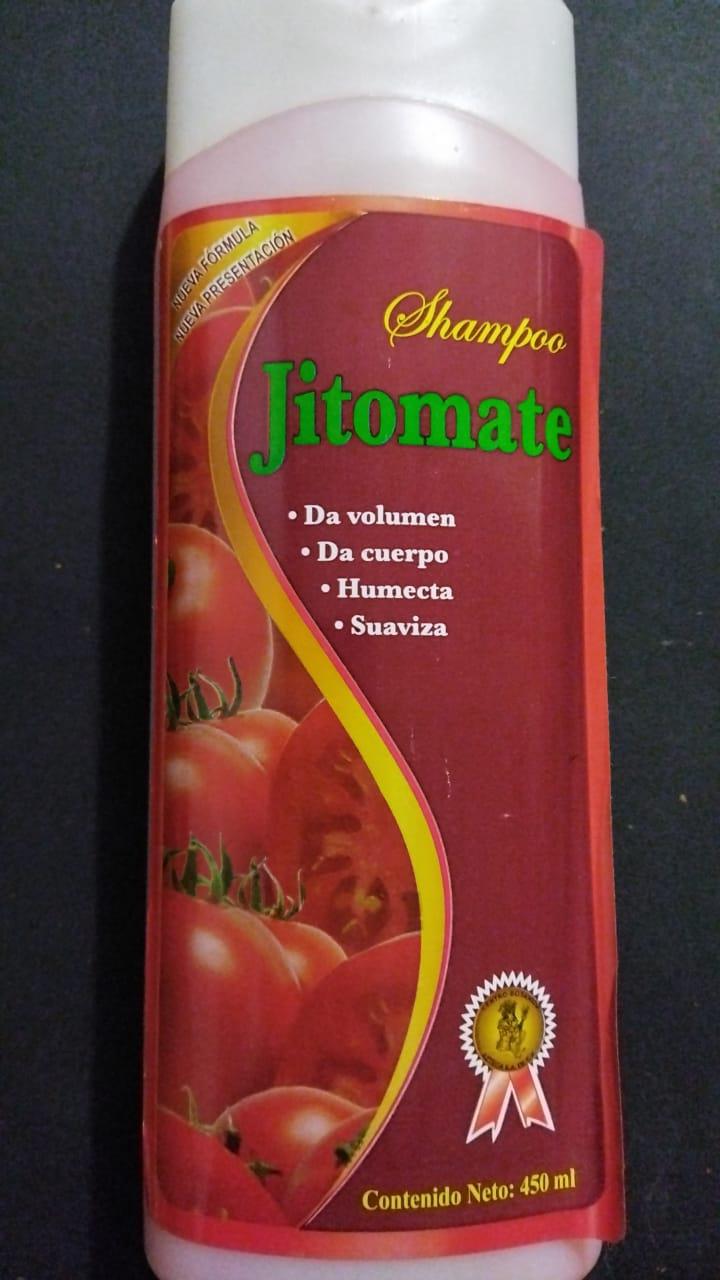 NUEVA FÓRMULA
NUEVA PRESENTACIÓN
Shampoo
Jitomate
• Da volumen
• Da cuerpo
• Humecta
• Suaviza
Contenido Neto: 450 ml